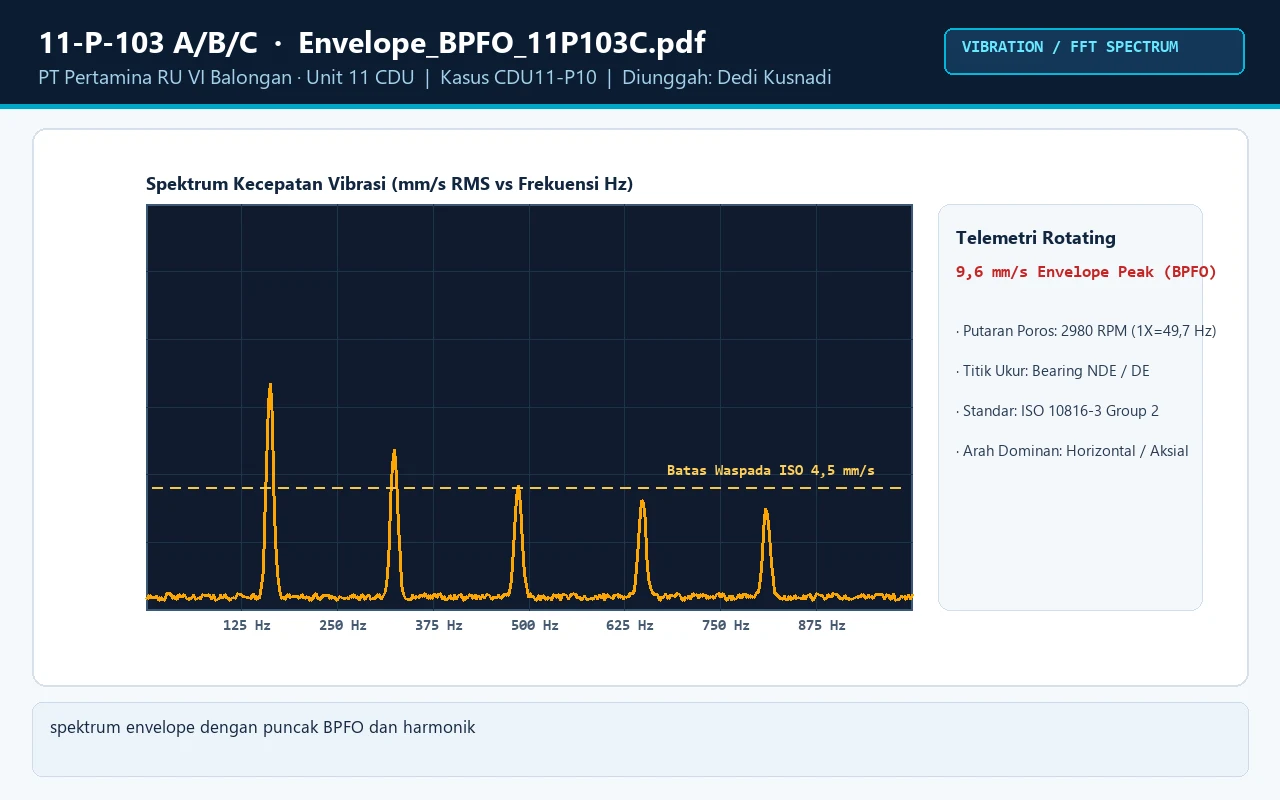 11-P-103 A/B/C · Envelope_BPFO_11P103C.pdf
PT Pertamina RU VI Balongan · Unit 11 CDU | Kasus CDU11-P10 | Diunggah: Dedi Kusnadi
VIBRATION / FFT SPECTRUM
Spektrum Kecepatan Vibrasi (mm/s RMS vs Frekuensi Hz)
Batas Waspada ISO 4,5 mm/s
125 Hz 250 Hz 375 Hz 500 Hz 625 Hz 750 Hz 875 Hz
Telemetri Rotating
9,6 mm/s Envelope Peak (BPFO)
· Putaran Poros: 2980 RPM (1X=49,7 Hz)
· Titik Ukur: Bearing NDE / DE
· Standar: ISO 10816-3 Group 2
· Arah Dominan: Horizontal / Aksial
spektrum envelope dengan puncak BPFO dan harmonik